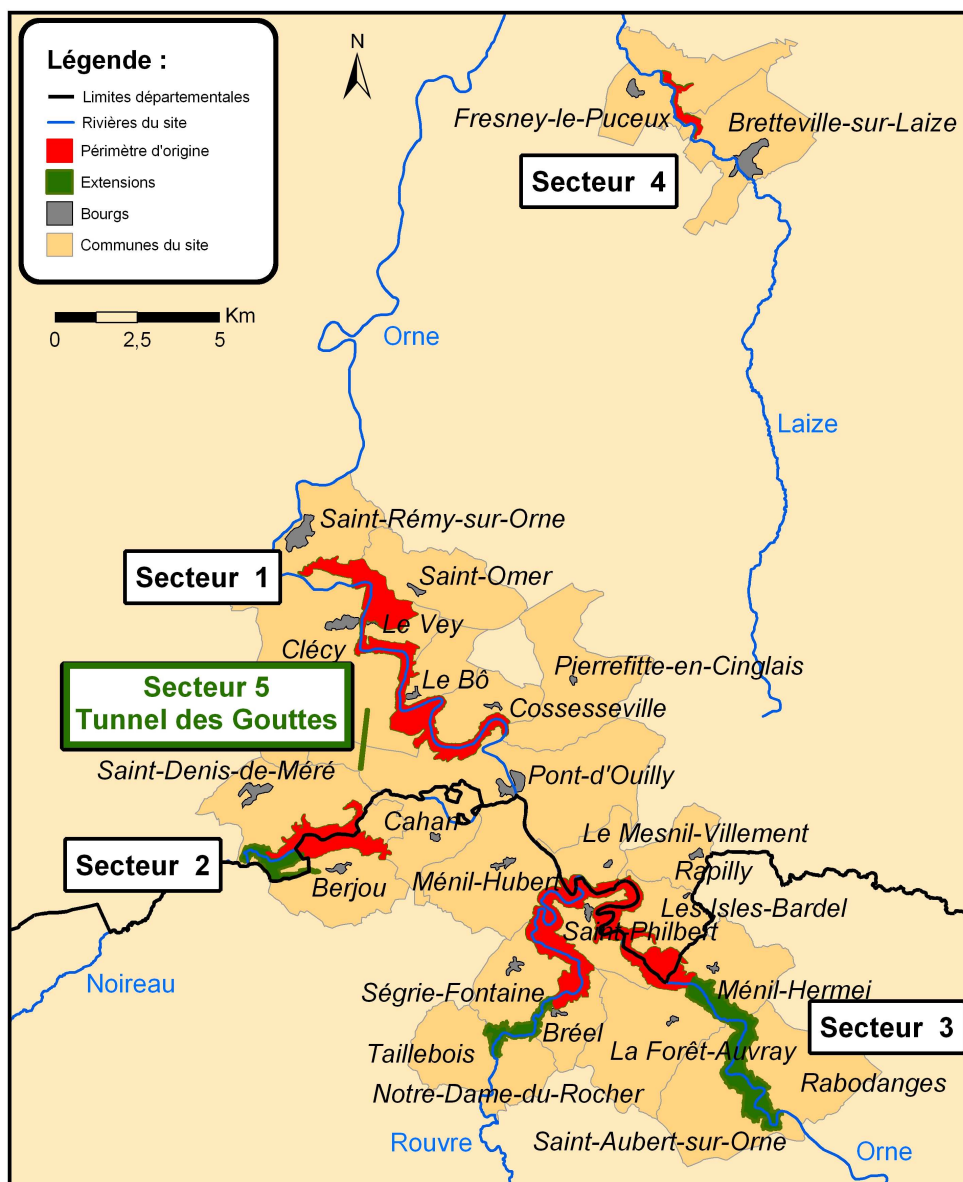 Légende :
Limites départementales
Rivières du site
Périmètre d'origine
Extensions
Bourgs
Communes du site
N
Km
0 2,5 5
Fresney-le-Puceux
Bretteville-sur-Laize
Secteur 4
Orne
Laize
Saint-Rémy-sur-Orne
Secteur 1
Saint-Omer
Le Vey
Clécy
Pierrefitte-en-Cinglais
Le Bô
Secteur 5
Tunnel des Gouttes
Cossesseville
Saint-Denis-de-Méré
Pont-d'Ouilly
Cahan
Le Mesnil-Villement
Secteur 2
Rapilly
Berjou
Ménil-Hubert
Les-Isles-Bardel
Saint-Philbert
Noireau
Ségrie-Fontaine
Ménil-Hermei
Secteur 3
Bréel
La Forêt-Auvray
Taillebois
Rabodanges
Notre-Dame-du-Rocher
Rouvre
Saint-Aubert-sur-Orne
Orne